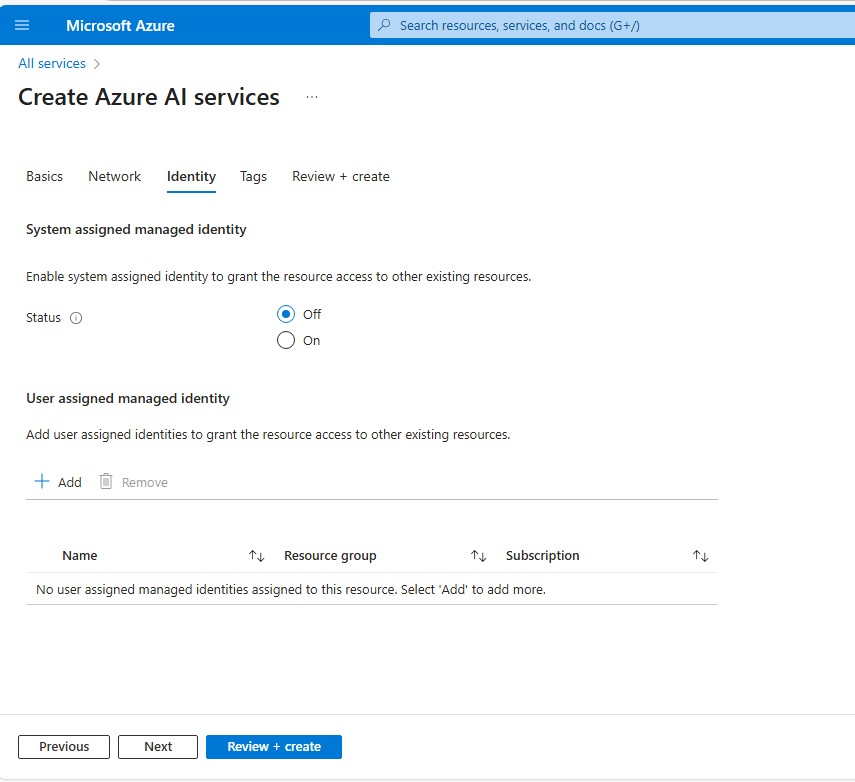 Microsoft Azure
Search resources, services, and docs (G+/)
All services
Create Azure AI services
...
Basics Network Identity Tags Review + create
System assigned managed identity
Enable system assigned identity to grant the resource access to other existing resources.
Status Off
On
User assigned managed identity
Add user assigned identities to grant the resource access to other existing resources.
Add Remove
Name Resource group Subscription
No user assigned managed identities assigned to this resource. Select 'Add' to add more.
Previous Next Review + create